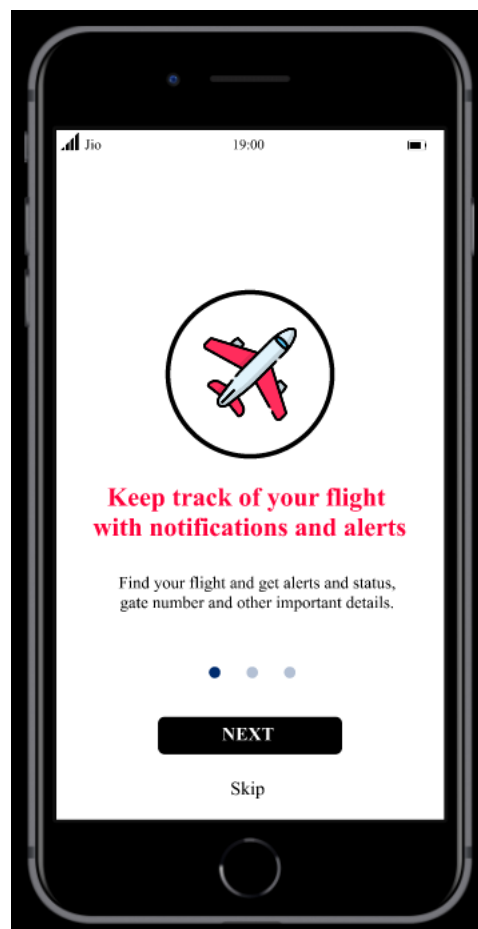 Jio
19:00
Keep track of your flight
with notifications and alerts
Find your flight and get alerts and status,
gate number and other important details.
NEXT
Skip